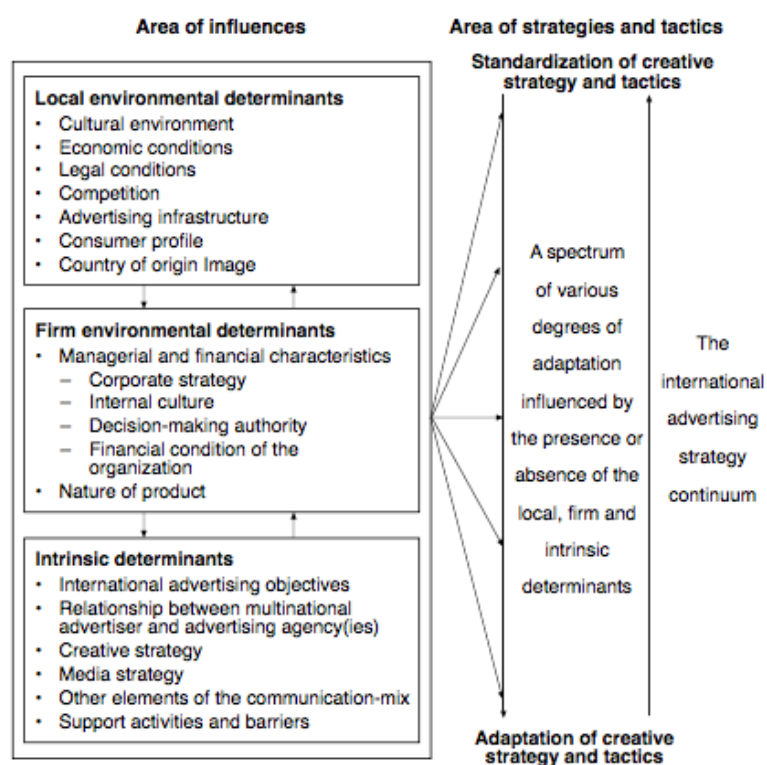 Area of influences
Area of strategies and tactics
Local environmental determinants
• Cultural environment
• Economic conditions
• Legal conditions
• Competition
• Advertising infrastructure
• Consumer profile
• Country of origin Image
Firm environmental determinants
• Managerial and financial characteristics
– Corporate strategy
– Internal culture
– Decision-making authority
– Financial condition of the
organization
• Nature of product
Intrinsic determinants
• International advertising objectives
• Relationship between multinational
advertiser and advertising agency(ies)
• Creative strategy
• Media strategy
• Other elements of the communication-mix
• Support activities and barriers
Standardization of creative
strategy and tactics
A spectrum
of various
degrees of
adaptation
influenced by
the presence or
absence of the
local, firm and
intrinsic
determinants
The
international
advertising
strategy
continuum
Adaptation of creative
strategy and tactics